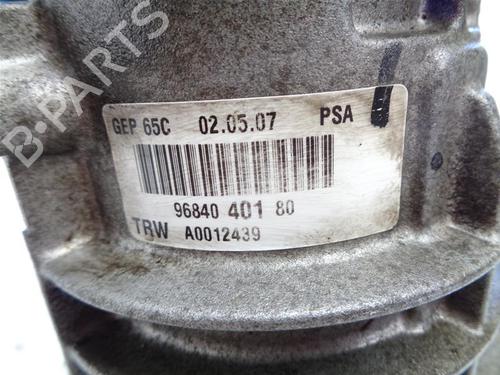 GEP 65C 02.05.07 PSA
96840 401 80
TRW A0012439
B-PARTS